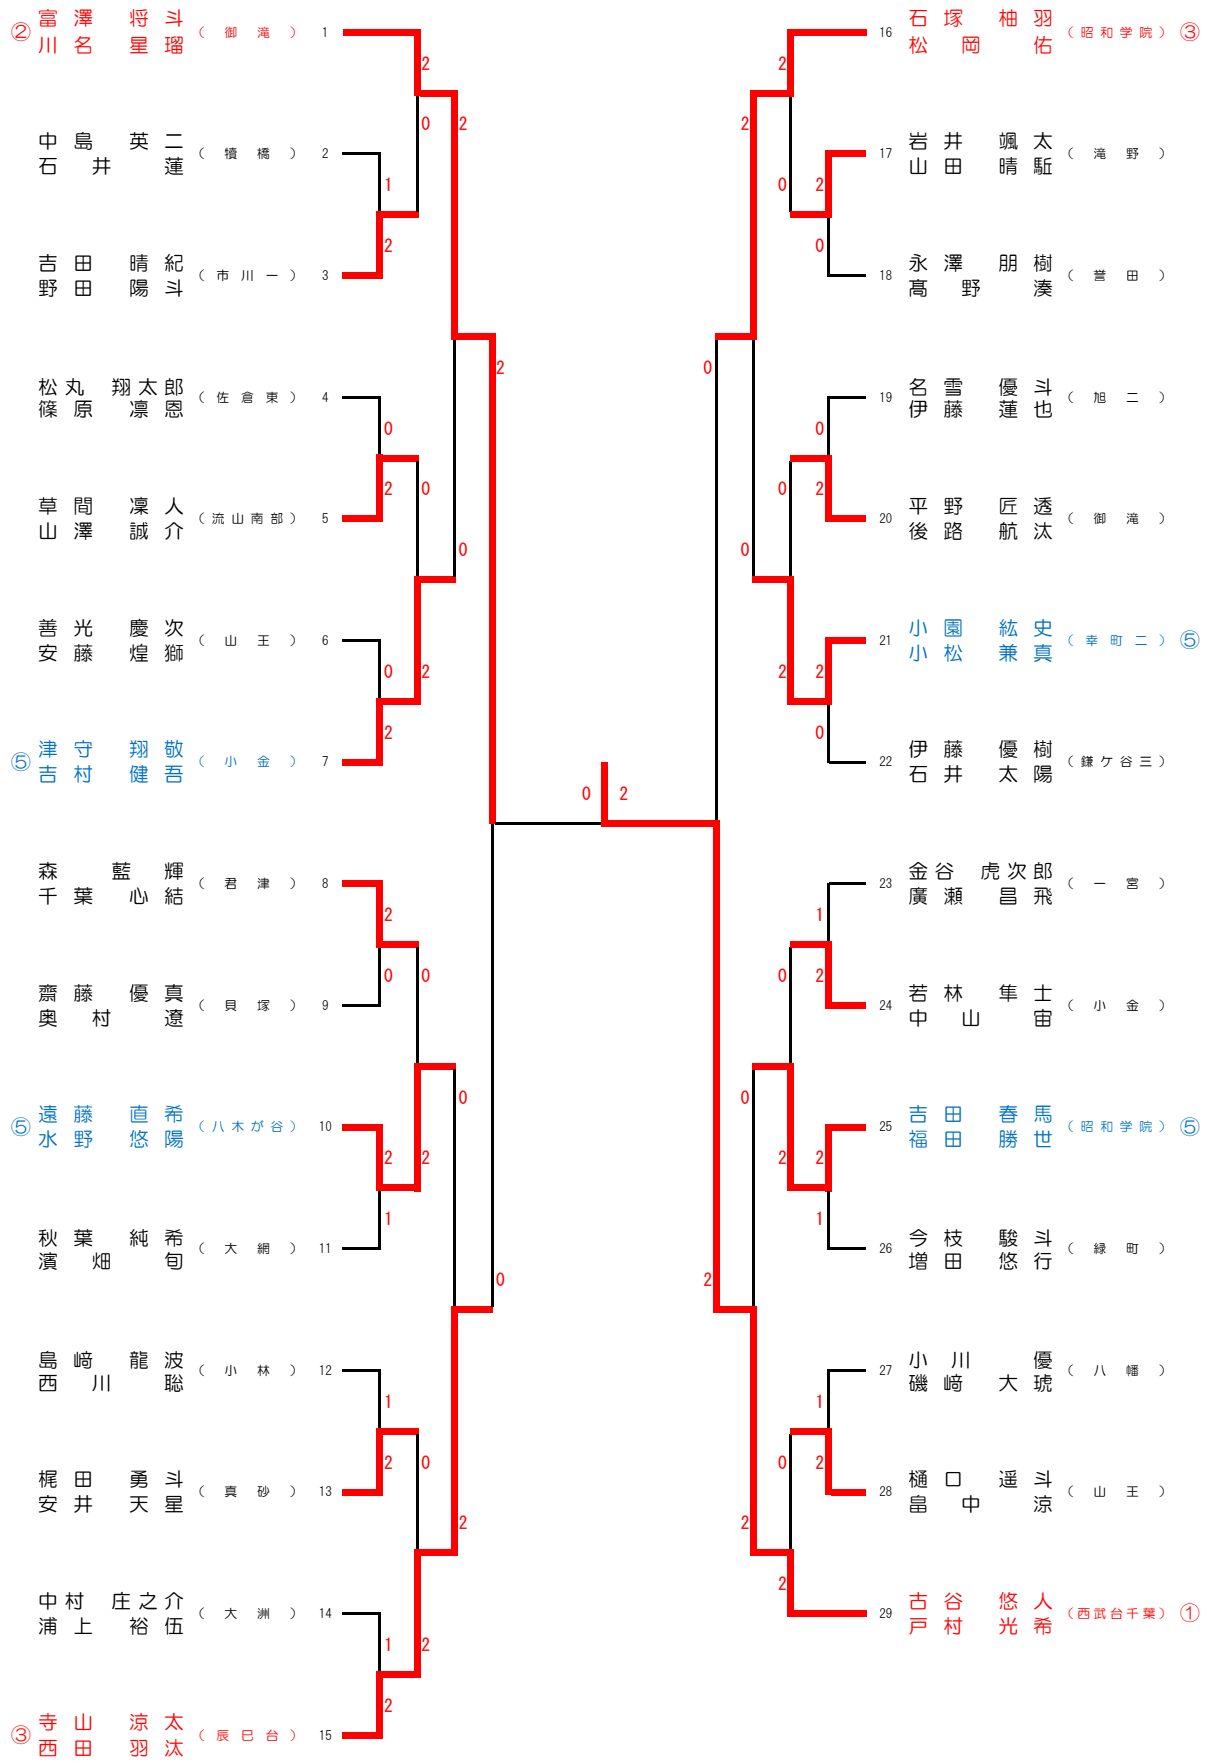 ② 富澤 将斗 (御滝) 1
川名 星瑠
2
0 2
中島 英二 (犢橋) 2
石井 蓮
1
2
吉田 晴紀 (市川一) 3
野田 陽斗
2
松丸 翔太郎 (佐倉東) 4
篠原 凛恩
0
2 0
草間 凜人 (流山南部) 5
山澤 誠介
0
善光 慶次 (山王) 6
安藤 煌獅
0 2
2
⑤ 津守 翔敬 (小金) 7
吉村 健吾
0 2
森 藍輝 (君津) 8
千葉 心結
2
0 0
齋藤 優真 (貝塚) 9
奥村 遼
0
⑤ 遠藤 直希 (八木が谷) 10
水野 悠陽
2 2
1
秋葉 純希 (大網) 11
濱畑 旬
0
島﨑 龍波 (小林) 12
西川 聡
1
2 0
梶田 勇斗 (真砂) 13
安井 天星
2
中村 庄之介 (大洲) 14
浦上 裕伍
1 2
2
③ 寺山 涼太 (辰巳台) 15
西田 羽汰
16 石塚 柚羽 (昭和学院) ③
松岡 佑
2
2
17 岩井 颯太 (滝野)
山田 晴駈
0 2
0
18 永澤 朋樹 (誉田)
髙野 湊
0
19 名雪 優斗 (旭二)
伊藤 蓮也
0
0 2
20 平野 匠透 (御滝)
後路 航汰
0
21 小園 紘史 (幸町二) ⑤
小松 兼真
2 2
0
22 伊藤 優樹 (鎌ケ谷三)
石井 太陽
23 金谷 虎次郎 (一宮)
廣瀬 昌飛
1
0 2
24 若林 隼士 (小金)
中山 宙
0
25 吉田 春馬 (昭和学院) ⑤
福田 勝世
2 2
1
26 今枝 駿斗 (緑町)
増田 悠行
2
27 小川 優 (八幡)
磯﨑 大琥
1
0 2
28 樋口 遥斗 (山王)
畠中 涼
2
2
29 古谷 悠人 (西武台千葉) ①
戸村 光希